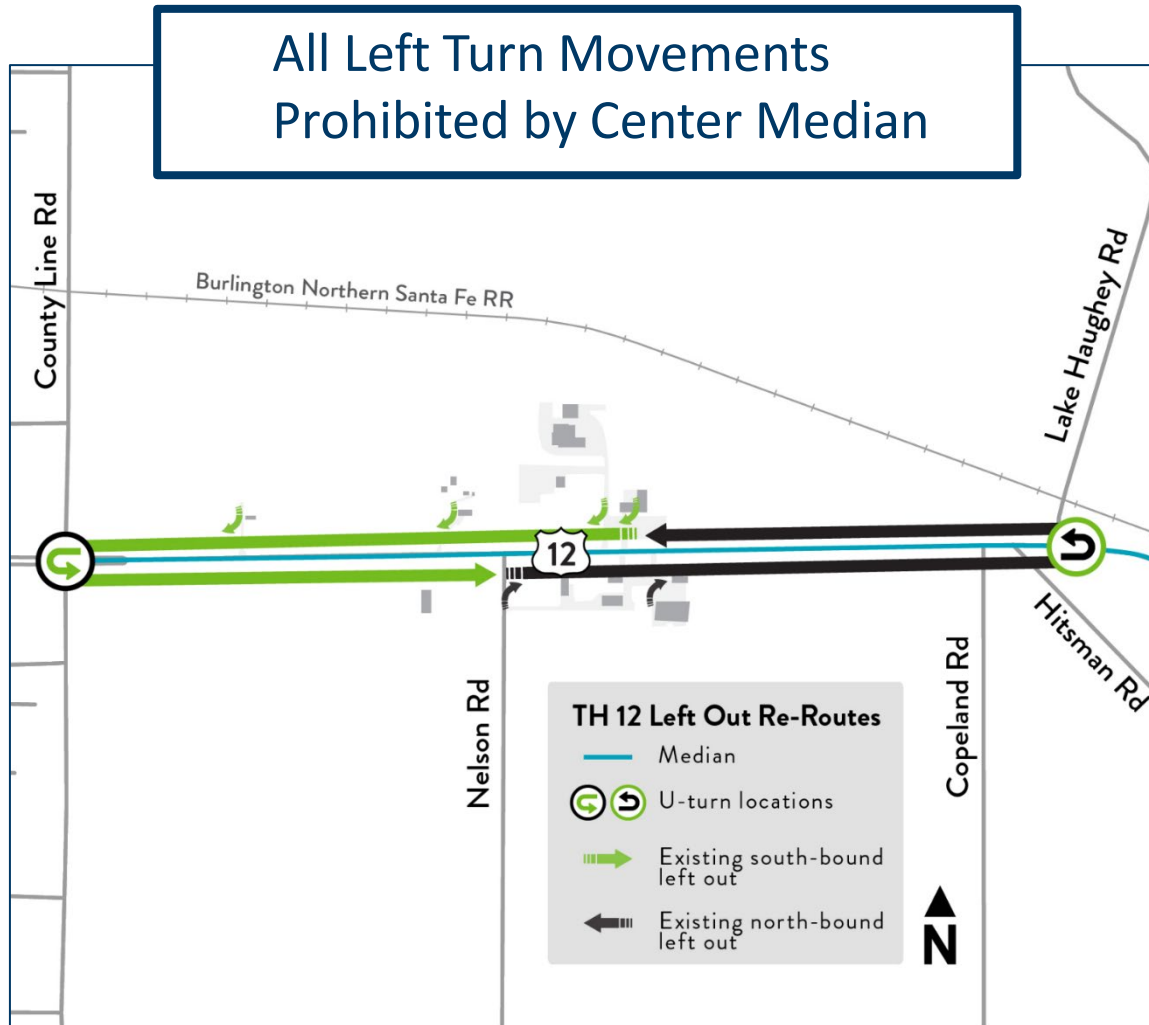 All Left Turn Movements
Prohibited by Center Median
County Line Rd
Burlington Northern Santa Fe RR
Lake Haughey Rd
12
Hitsman Rd
Nelson Rd
Copeland Rd
TH 12 Left Out Re-Routes
Median
U-turn locations
Existing south-bound
left out
Existing north-bound
left out
N